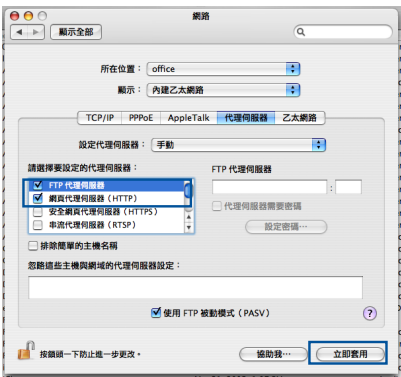 網路
顯示全部
所在位置： office
顯示： 內建乙太網路
TCP/IP PPPoE AppleTalk 代理伺服器 乙太網路
設定代理伺服器： 手動
請選擇要設定的代理伺服器：
FTP 代理伺服器
FTP 代理伺服器
網頁代理伺服器（HTTP）
安全網頁代理伺服器（HTTPS）
串流代理伺服器（RTSP）
:
代理伺服器需要密碼
設定密碼⋯
排除簡單的主機名稱
忽略這些主機與網域的代理伺服器設定：
使用 FTP 被動模式（PASV）
?
按鎖頭一下防止進一步更改。
協助我⋯
立即套用